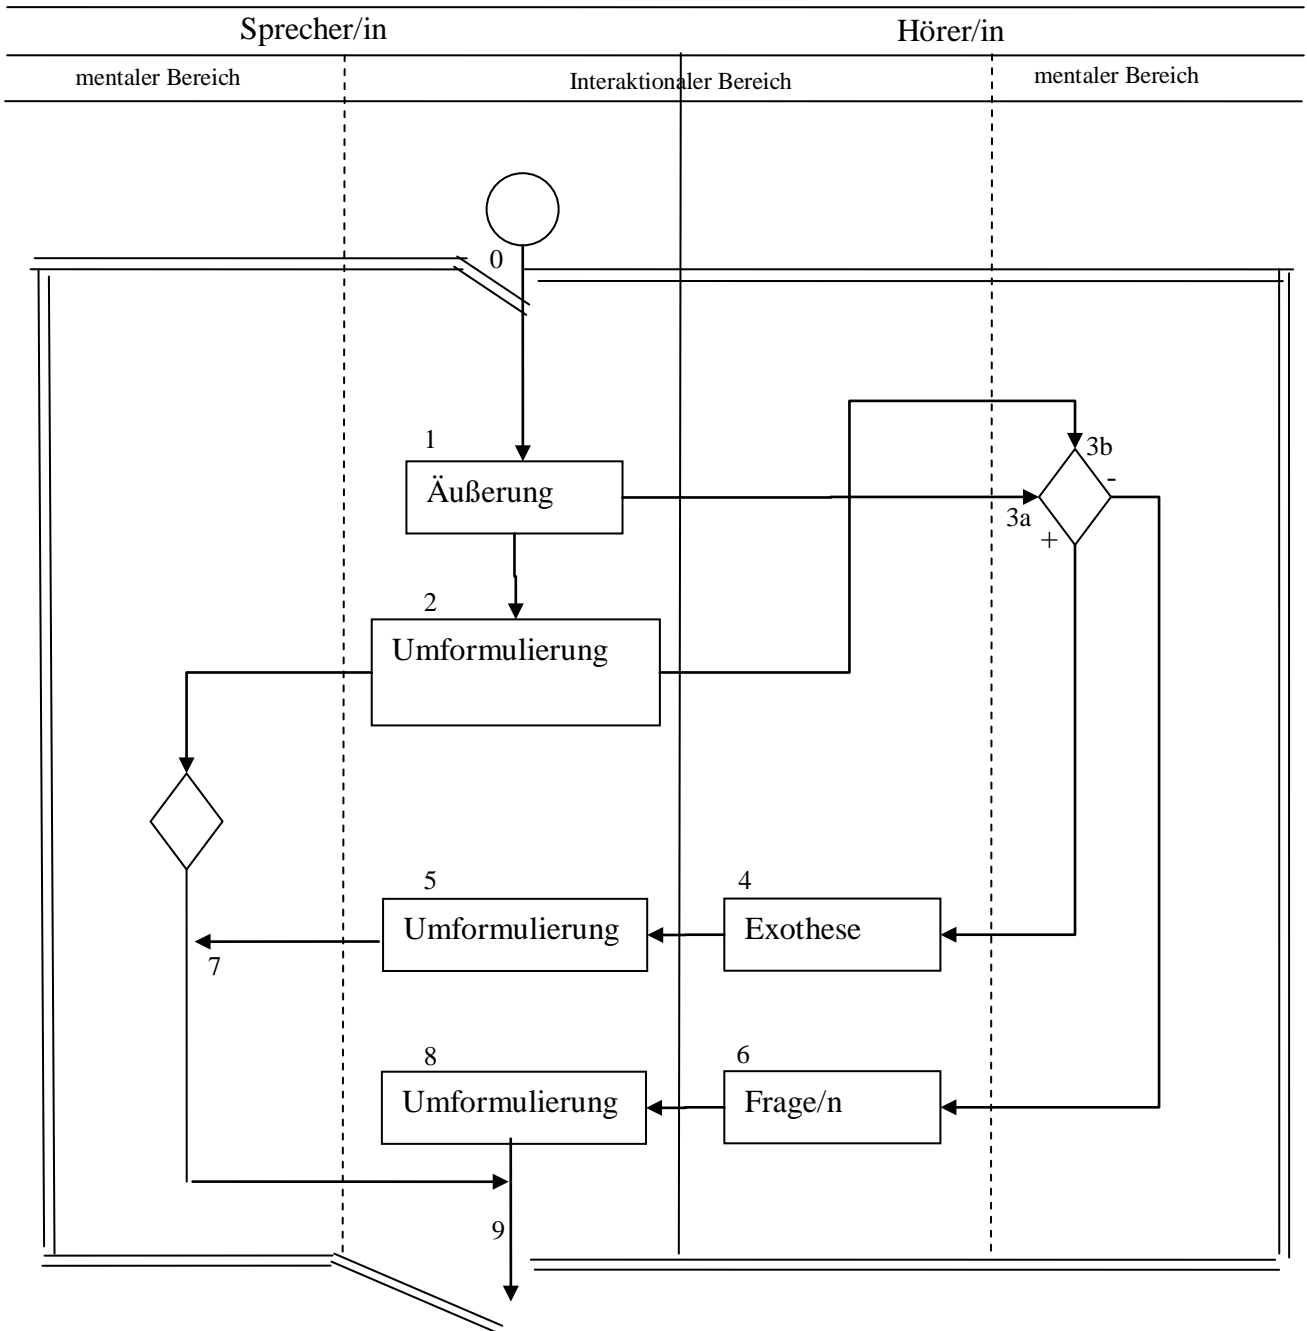 Sprecher/in
Hörer/in
mentaler Bereich
Interaktionaler Bereich
mentaler Bereich
0
1
Äußerung
3b
-
3a
+
2
Umformulierung
5
Umformulierung
4
Exothese
7
8
Umformulierung
6
Frage/n
9